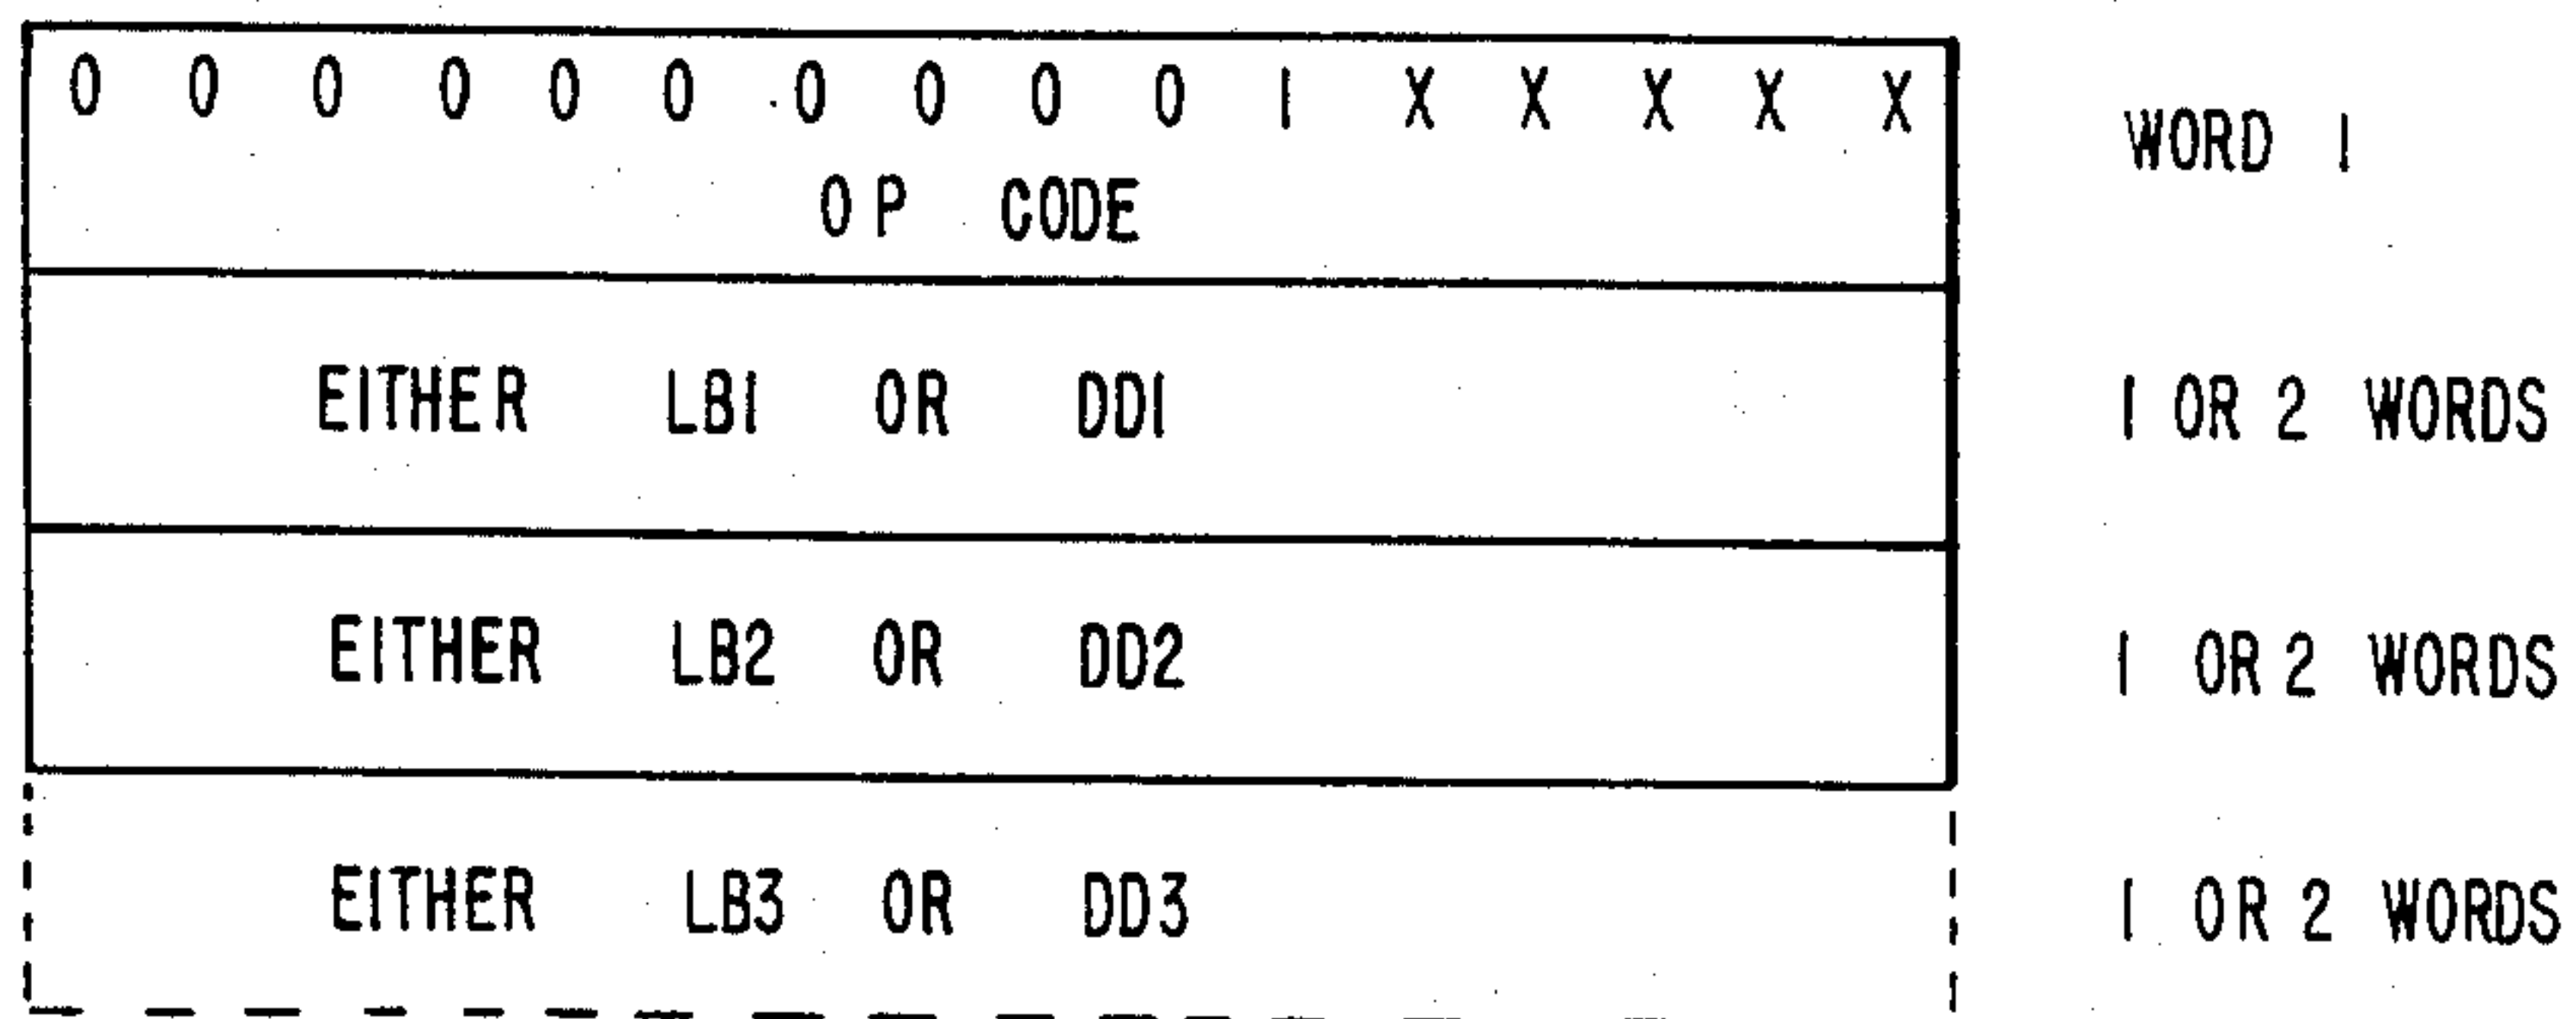 0 0 0 0 0 0 0 0 0 0 1 X X X X X
OP CODE
WORD 1
EITHER LB1 OR DD1
1 OR 2 WORDS
EITHER LB2 OR DD2
1 OR 2 WORDS
EITHER LB3 OR DD3
1 OR 2 WORDS